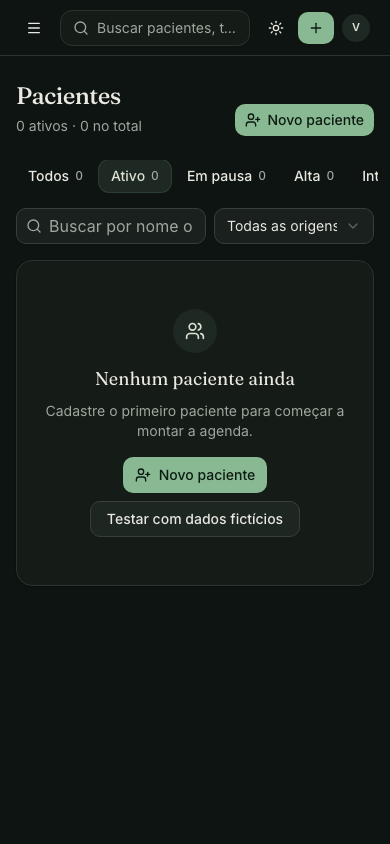 Buscar pacientes, t...
V
Pacientes
0 ativos · 0 no total
Novo paciente
Todos 0
Ativo 0
Em pausa 0
Alta 0
Int
Buscar por nome o
Todas as origens
Nenhum paciente ainda
Cadastre o primeiro paciente para começar a
montar a agenda.
Novo paciente
Testar com dados fictícios